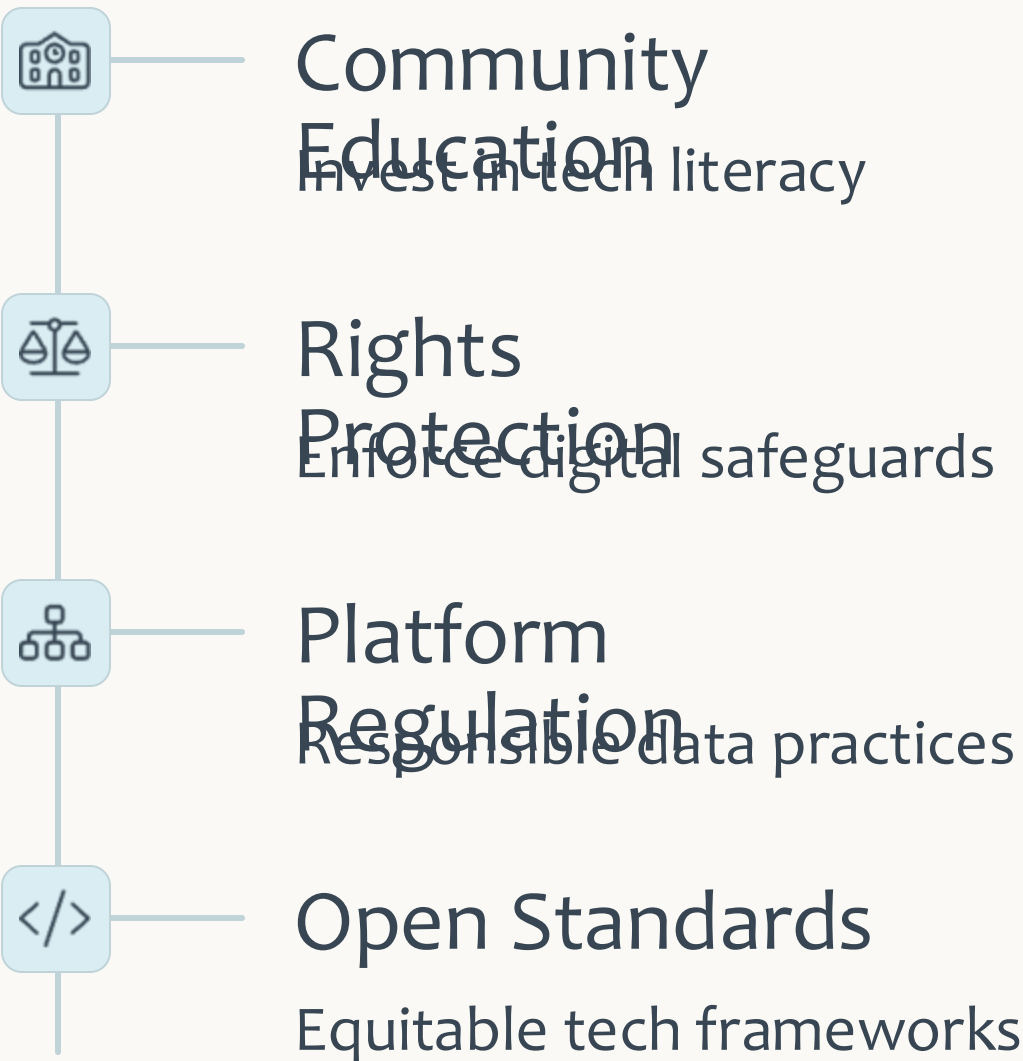 Community
Education
Invest in tech literacy
Rights
Protection
Enforce digital safeguards
Platform
Regulation
Responsible data practices
Open Standards
Equitable tech frameworks